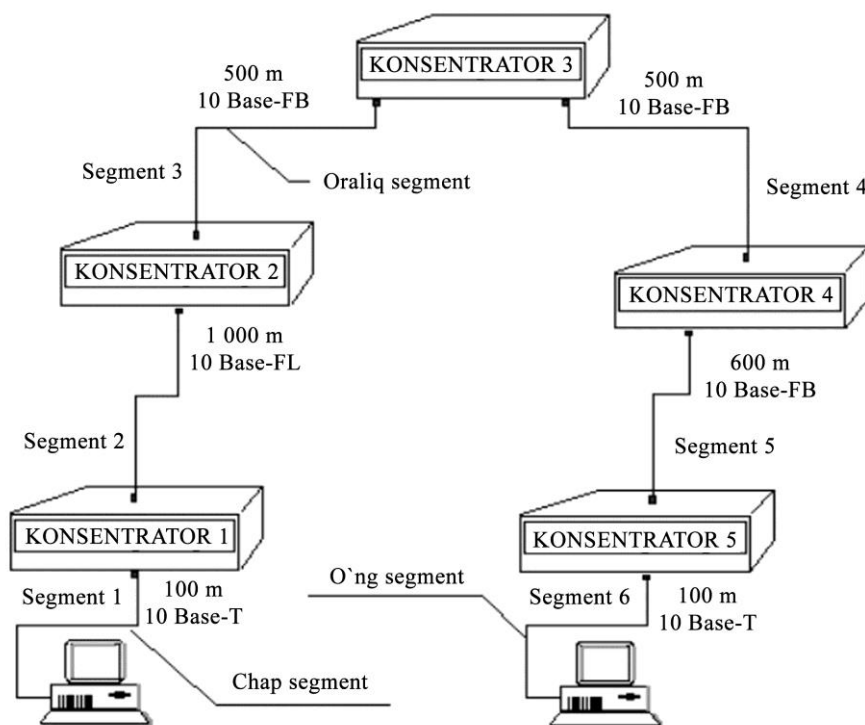 KONSENTRATOR 3
500 m
10 Base-FB
500 m
10 Base-FB
Segment 3
Oraliq segment
Segment 4
KONSENTRATOR 2
KONSENTRATOR 4
1 000 m
10 Base-FL
600 m
10 Base-FB
Segment 2
Segment 5
KONSENTRATOR 1
KONSENTRATOR 5
Segment 1
100 m
10 Base-T
O`ng segment
Segment 6
100 m
10 Base-T
Chap segment